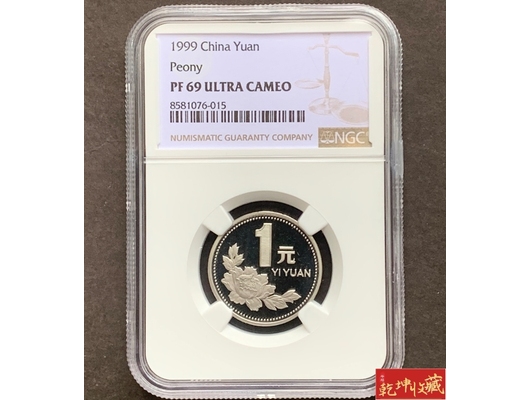 1999 China Yuan
Peony
PF 69 ULTRA CAMEO
8581076-015
NUMISMATIC GUARANTY COMPANY
NGC
1元
YI YUAN
乾坤收藏